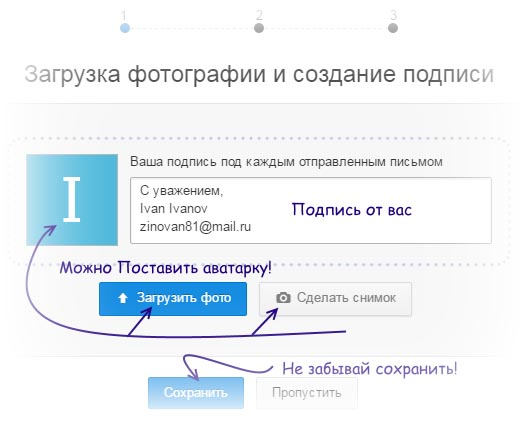 1 2 3
Загрузка фотографии и создание подписи
I
Ваша подпись под каждым отправленным письмом
С уважением,
Ivan Ivanov
zinovan81@mail.ru
Подпись от вас
Можно Поставить аватарку!
Загрузить фото
Сделать снимок
Не забывай сохранить!
Сохранить
Пропустить